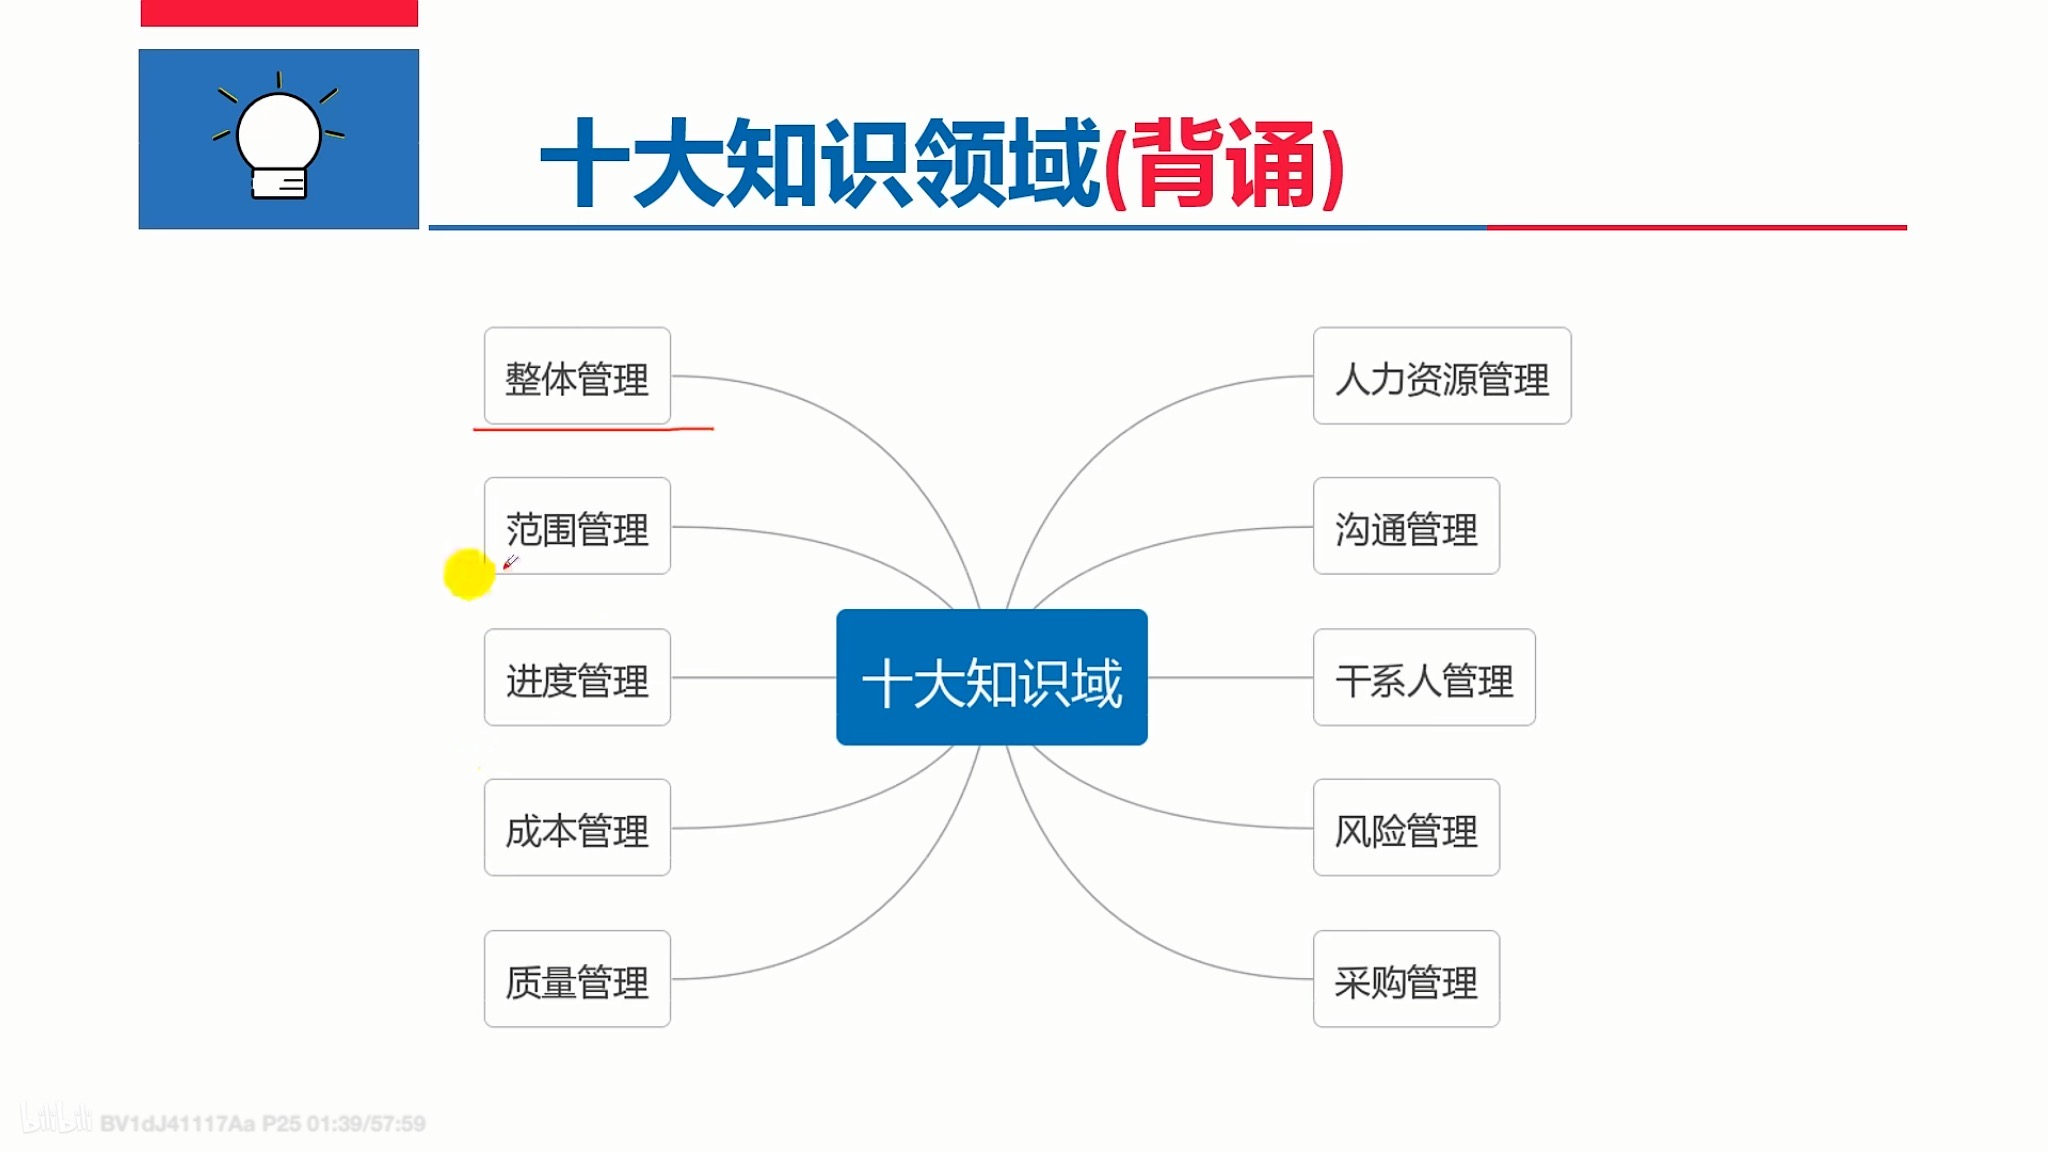 十大知识领域(背诵)
整体管理
范围管理
进度管理
成本管理
质量管理
十大知识域
人力资源管理
沟通管理
干系人管理
风险管理
采购管理
bilibili BV1dJ41117Aa P25 01:39/57:59